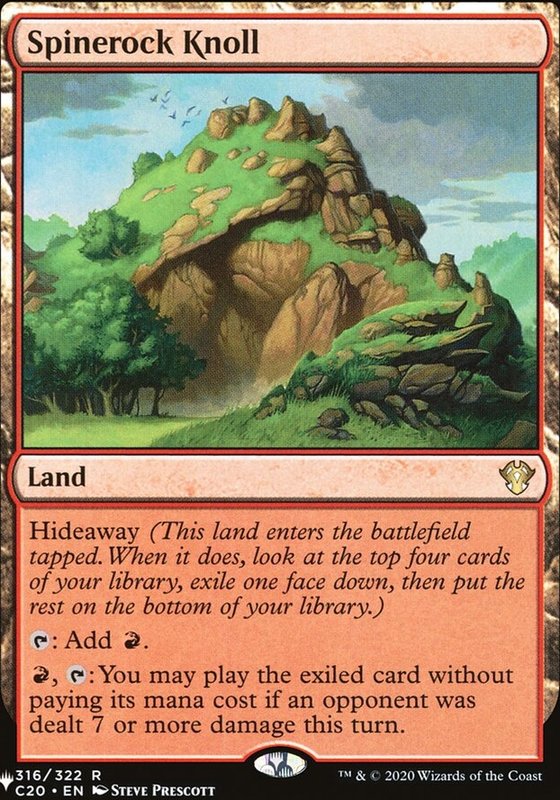 Spinerock Knoll
Land
Hideaway (This land enters the battlefield
tapped. When it does, look at the top four cards
of your library, exile one face down, then put the
rest on the bottom of your library.)
: Add .
, : You may play the exiled card without
paying its mana cost if an opponent was
dealt 7 or more damage this turn.
316/322 R
C20 • EN Steve Prescott
™ & © 2020 Wizards of the Coast